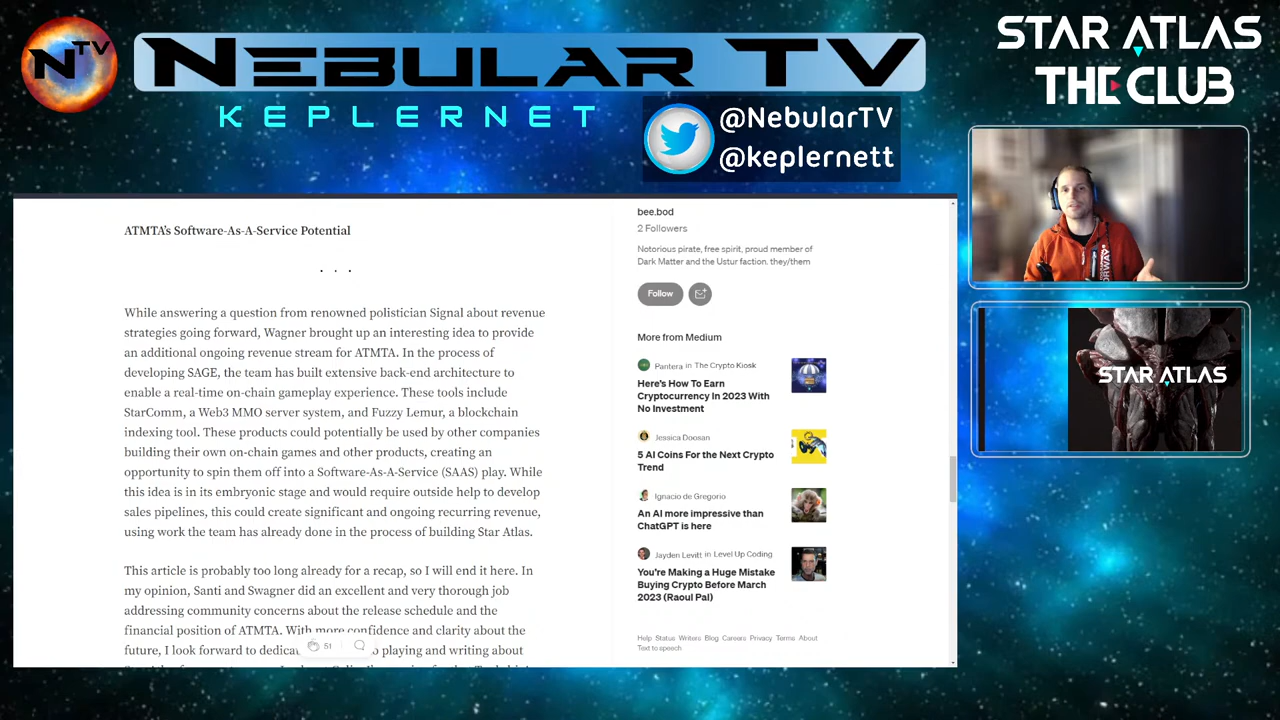 NTV
NEBULAR TV
KEPLERNET
@NebularTV
@keplernett
STAR ATLAS
THE CLUB
STAR ATLAS
ATMTA's Software-As-A-Service Potential
. . .
While answering a question from renowned polistician Signal about revenue
strategies going forward, Wagner brought up an interesting idea to provide
an additional ongoing revenue stream for ATMTA. In the process of
developing SAGE, the team has built extensive back-end architecture to
enable a real-time on-chain gameplay experience. These tools include
StarComm, a Web3 MMO server system, and Fuzzy Lemur, a blockchain
indexing tool. These products could potentially be used by other companies
building their own on-chain games and other products, creating an
opportunity to spin them off into a Software-As-A-Service (SAAS) play. While
this idea is in its embryonic stage and would require outside help to develop
sales pipelines, this could create significant and ongoing recurring revenue,
using work the team has already done in the process of building Star Atlas.
This article is probably too long already for a recap, so I will end it here. In
my opinion, Santi and Swagner did an excellent and very thorough job
addressing community concerns about the release schedule and the
financial position of ATMTA. With more confidence and clarity about the
future, I look forward to playing and writing about
51
bee.bod
2 Followers
Notorious pirate, free spirit, proud member of
Dark Matter and the Ustur faction. they/them
Follow
More from Medium
Pantera in The Crypto Kiosk
Here's How To Earn
Cryptocurrency In 2023 With
No Investment
Jessica Doosan
5 AI Coins For the Next Crypto
Trend
Ignacio de Gregorio
An AI more impressive than
ChatGPT is here
Jayden Levitt in Level Up Coding
You're Making a Huge Mistake
Buying Crypto Before March
2023 (Raoul Pal)
Help Status Writers Blog Careers Privacy Terms About
Text to speech